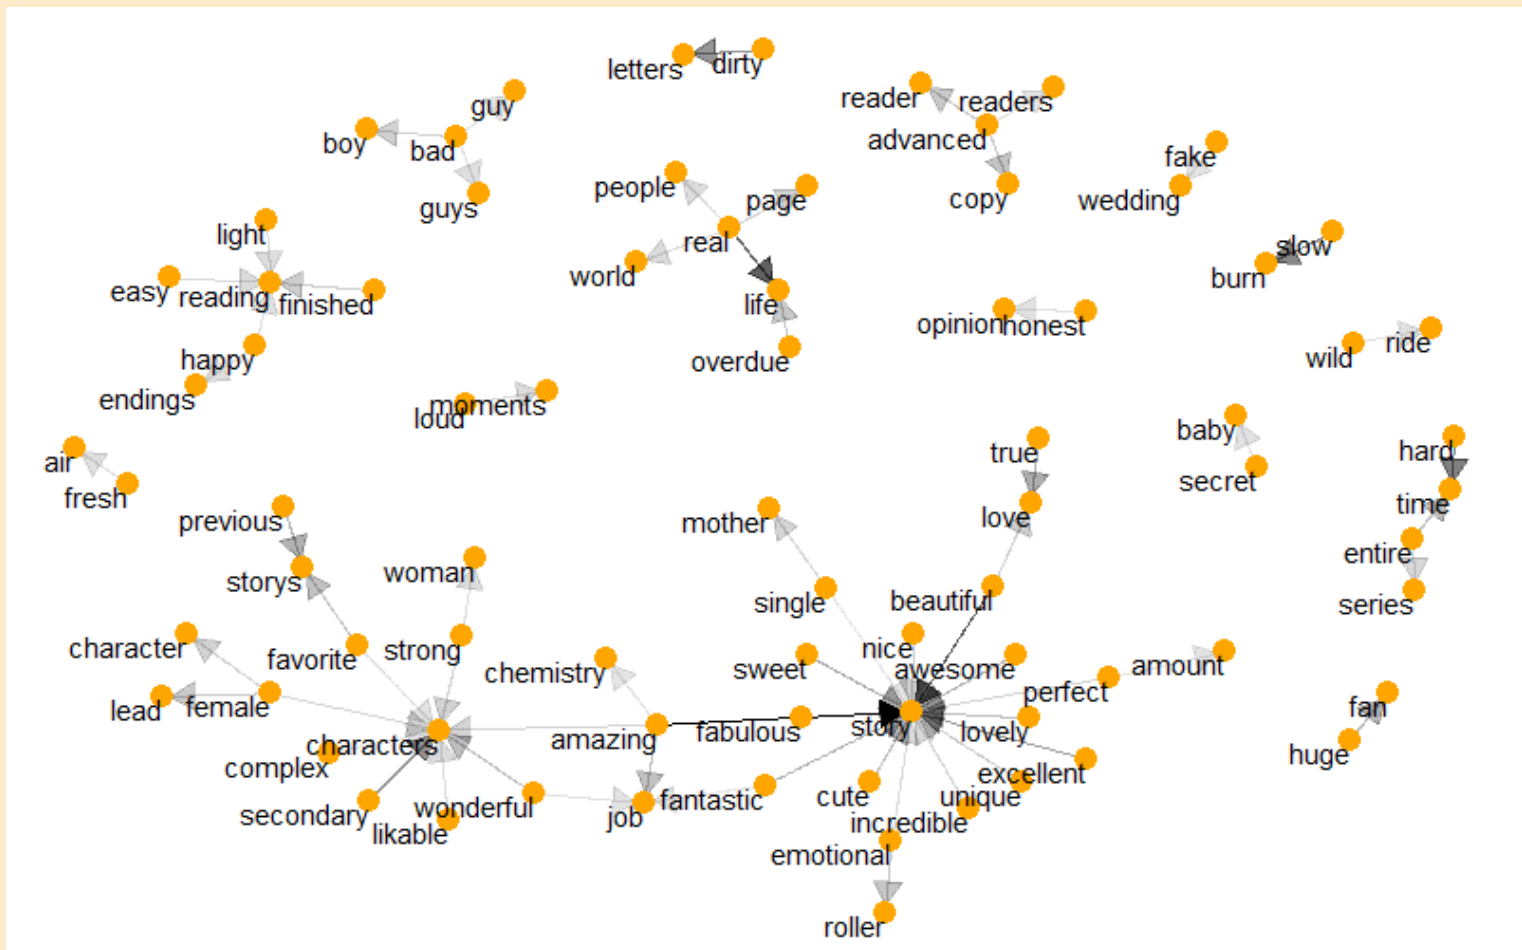 letters
dirty
guy
reader
readers
boy
bad
advanced
fake
people
page
copy
wedding
guys
light
real
slow
world
burn
easy
reading
finished
life
opinion
honest
happy
overdue
wild
ride
endings
moments
loud
baby
air
true
hard
secret
fresh
time
previous
mother
love
entire
storys
woman
single
beautiful
series
character
favorite
strong
nice
sweet
awesome
amount
chemistry
perfect
lead
female
fan
characters
amazing
fabulous
story
lovely
huge
complex
excellent
secondary
wonderful
job
fantastic
cute
unique
likable
incredible
emotional
roller